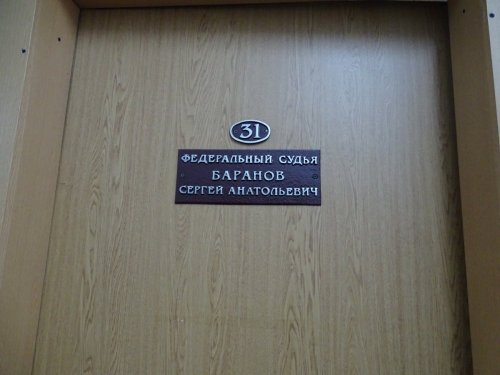 31
ФЕДЕРАЛЬНЫЙ СУДЬЯ
БАРАНОВ
СЕРГЕЙ АНАТОЛЬЕВИЧ